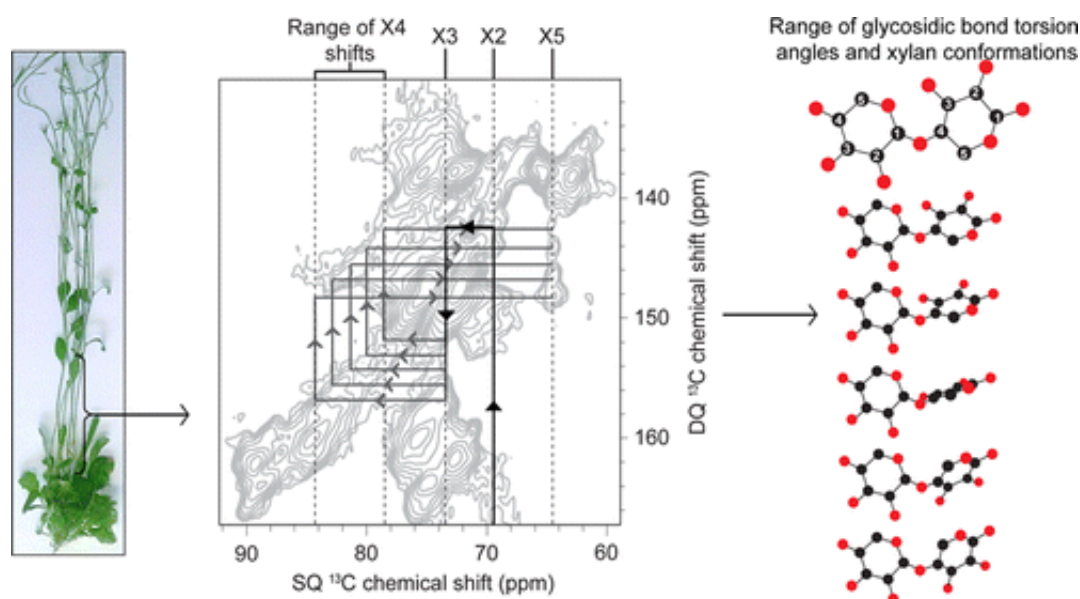 Range of X4
shifts
X3
X2
X5
Range of glycosidic bond torsion
angles and xylan conformations
140
150
160
DQ ¹³C chemical shift (ppm)
90
80
70
60
SQ ¹³C chemical shift (ppm)
5
4
3
2
1
3
2
4
1
5